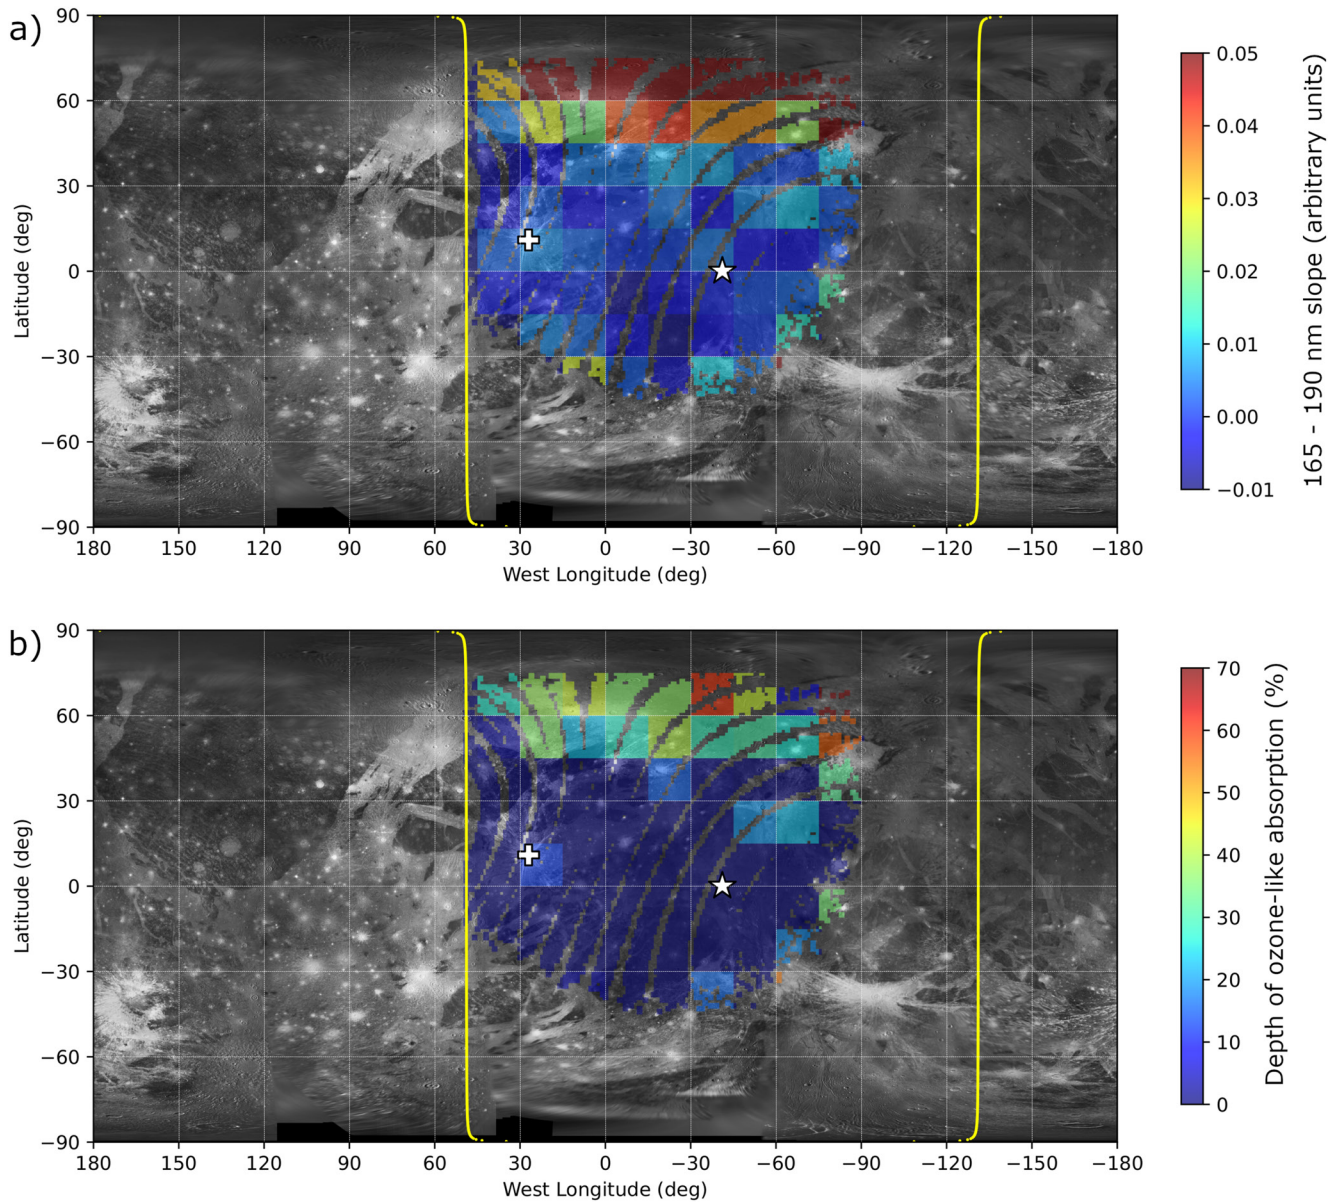 a)
90
60
30
0
−30
−60
−90
Latitude (deg)
180 150 120 90 60 30 0 −30 −60 −90 −120 −150 −180
West Longitude (deg)
0.05
0.04
0.03
0.02
0.01
0.00
−0.01
165 - 190 nm slope (arbitrary units)
b)
90
60
30
0
−30
−60
−90
Latitude (deg)
180 150 120 90 60 30 0 −30 −60 −90 −120 −150 −180
West Longitude (deg)
70
60
50
40
30
20
10
0
Depth of ozone-like absorption (%)